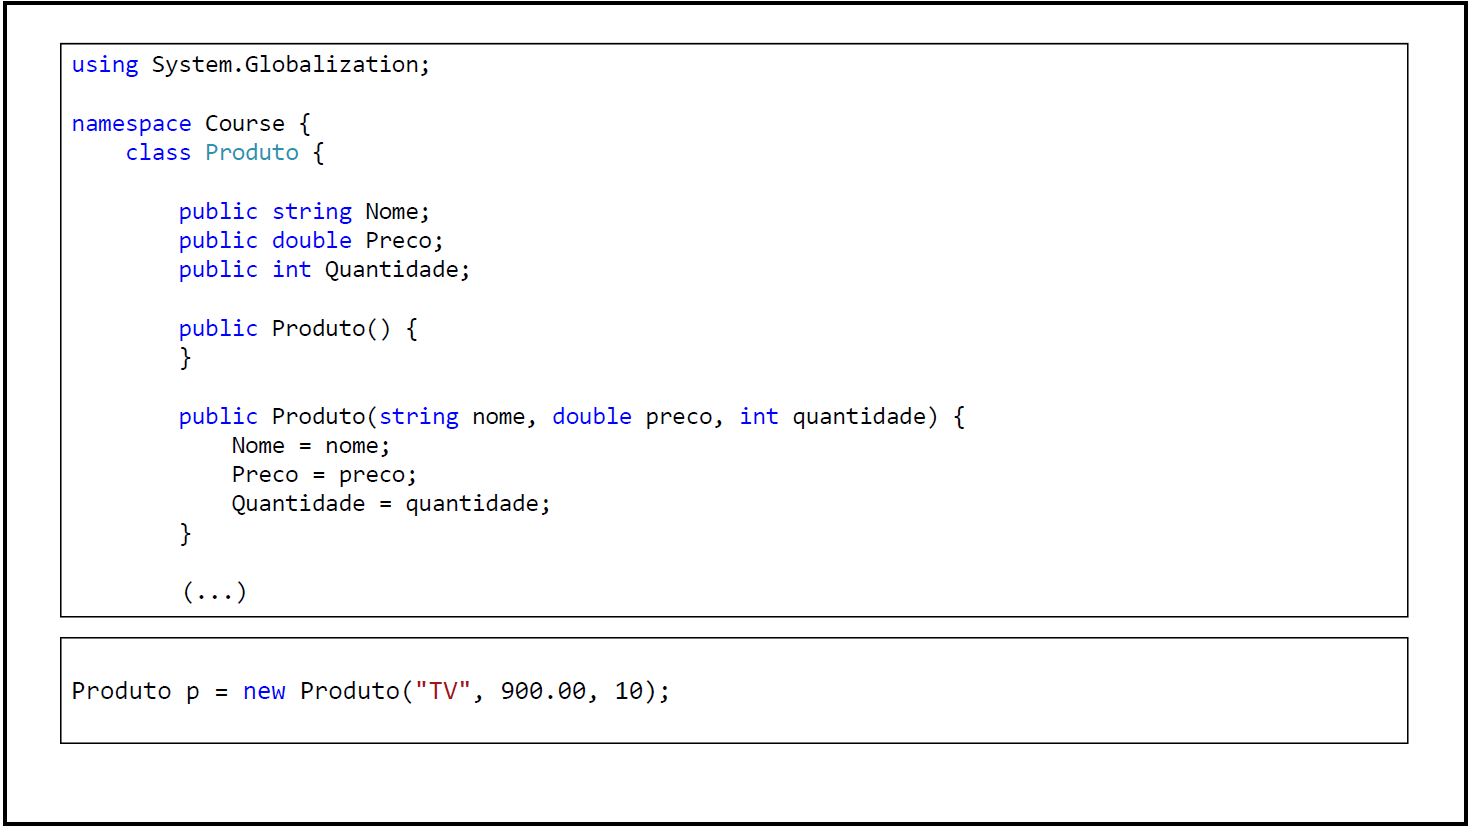 using System.Globalization;
namespace Course {
class Produto {
public string Nome;
public double Preco;
public int Quantidade;
public Produto() {
}
public Produto(string nome, double preco, int quantidade) {
Nome = nome;
Preco = preco;
Quantidade = quantidade;
}
(...)
Produto p = new Produto("TV", 900.00, 10);